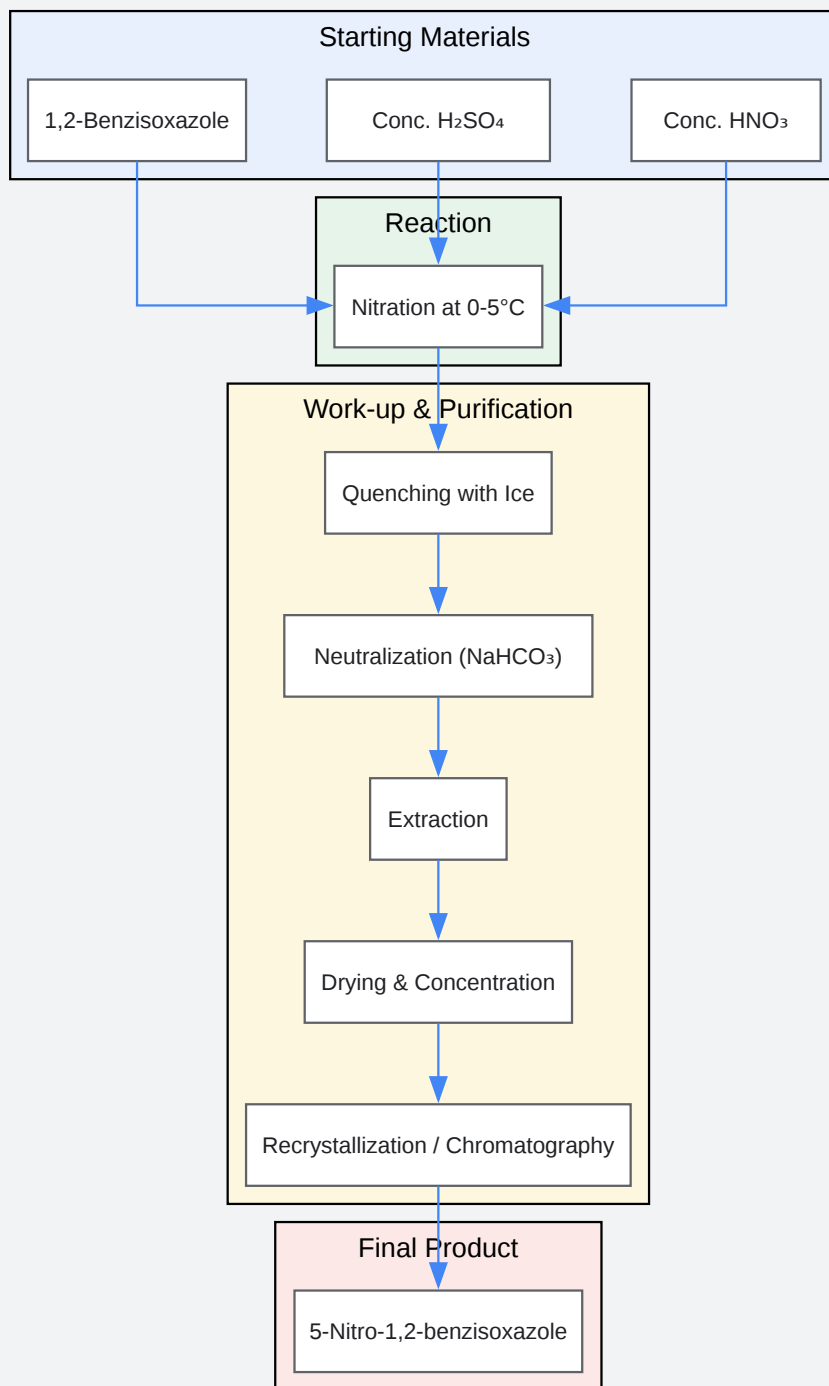 Starting Materials
1,2-Benzisoxazole
Conc. H₂SO₄
Conc. HNO₃
Reaction
Nitration at 0-5°C
Work-up & Purification
Quenching with Ice
Neutralization (NaHCO₃)
Extraction
Drying & Concentration
Recrystallization / Chromatography
Final Product
5-Nitro-1,2-benzisoxazole